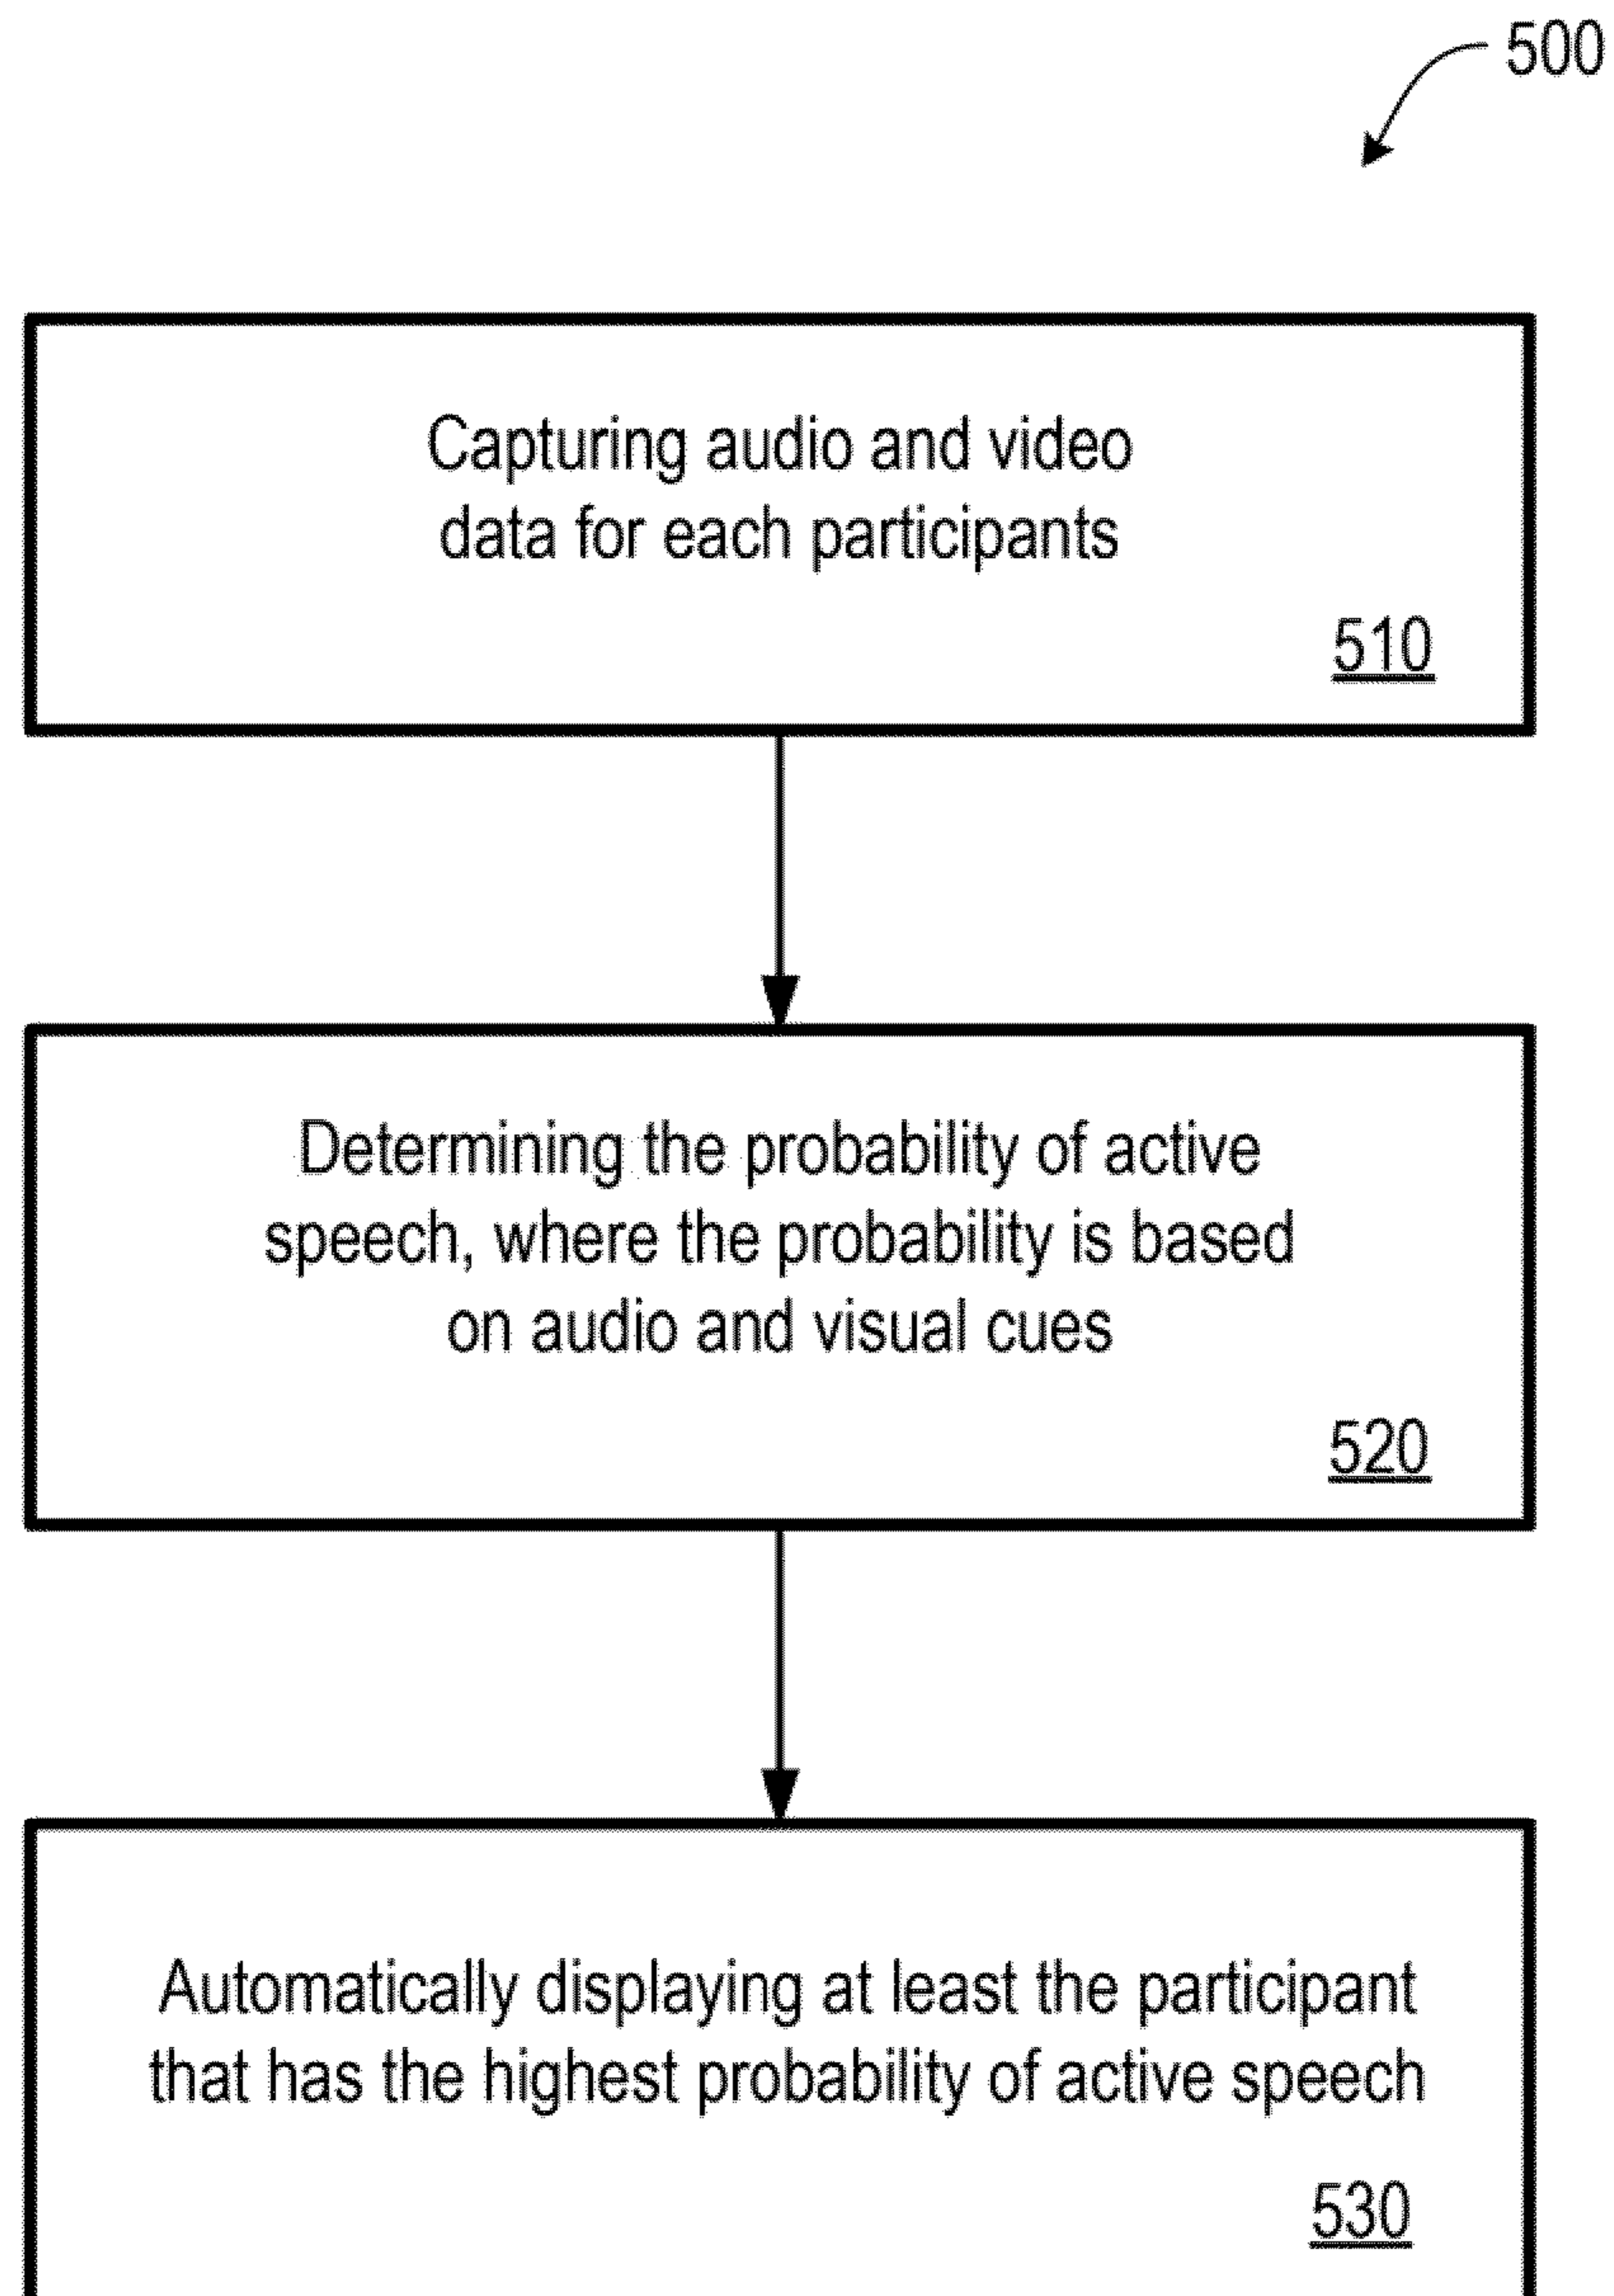 500
Capturing audio and video
data for each participants
510
Determining the probability of active
speech, where the probability is based
on audio and visual cues
520
Automatically displaying at least the participant
that has the highest probability of active speech
530